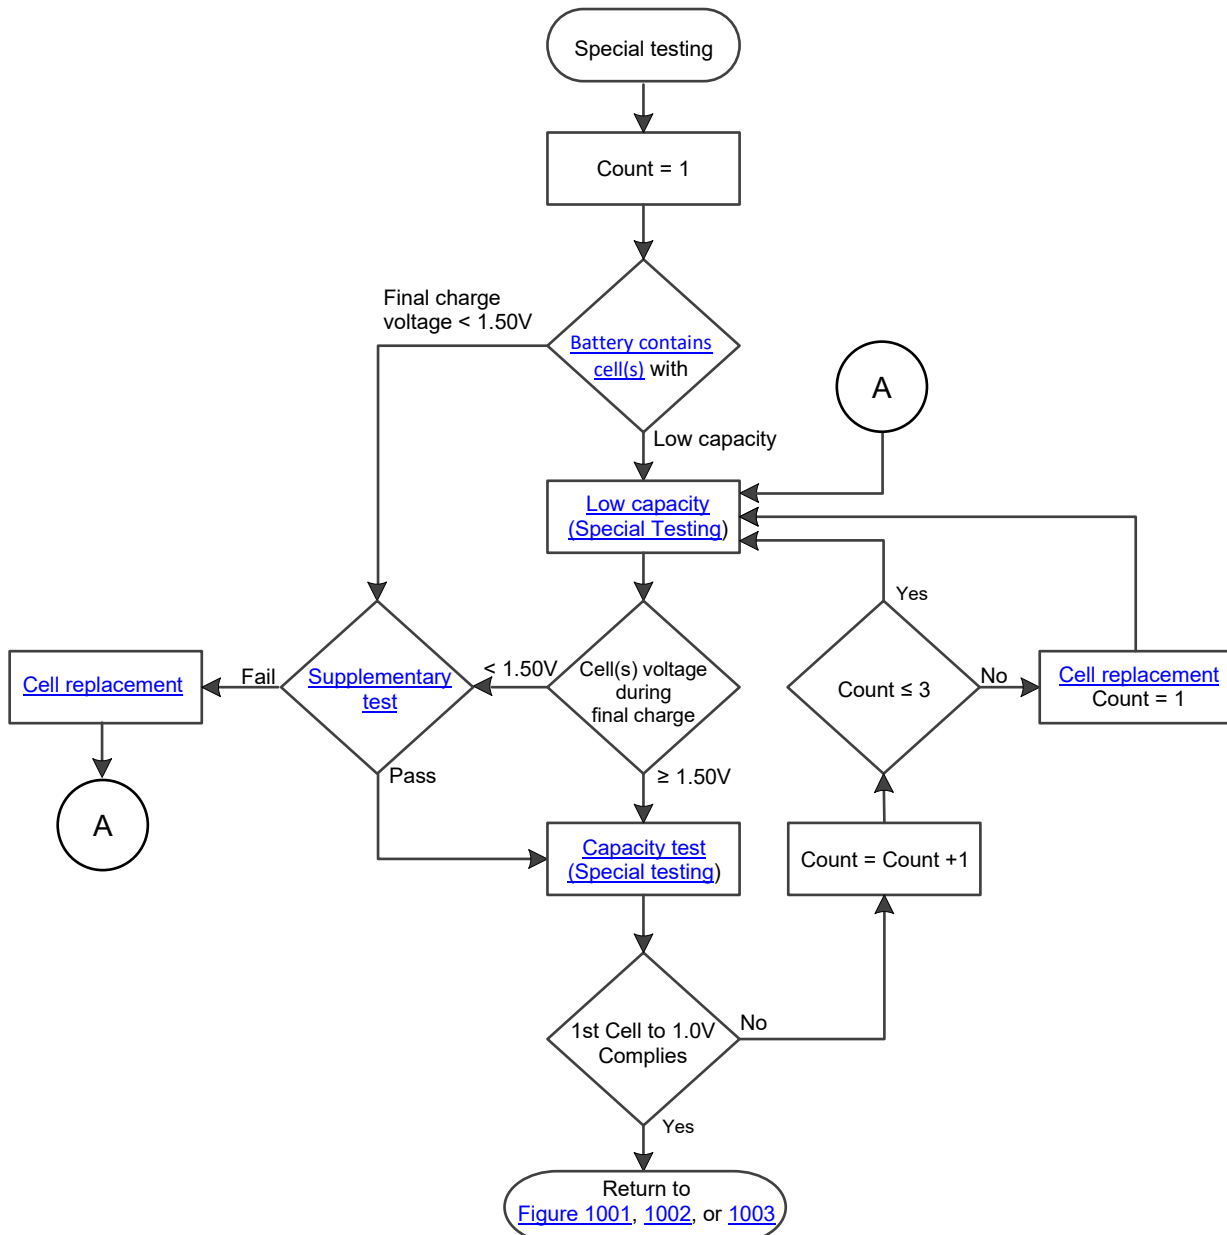 Special testing
Count = 1
Final charge
voltage < 1.50V
Battery contains
cell(s) with
A
Low capacity
Low capacity
(Special Testing)
Yes
Cell replacement
Fail
Supplementary
test
< 1.50V
Cell(s) voltage
during
final charge
Count ≤ 3
No
Cell replacement
Count = 1
Pass
≥ 1.50V
A
Capacity test
(Special testing)
Count = Count +1
1st Cell to 1.0V
Complies
No
Yes
Return to
Figure 1001, 1002, or 1003